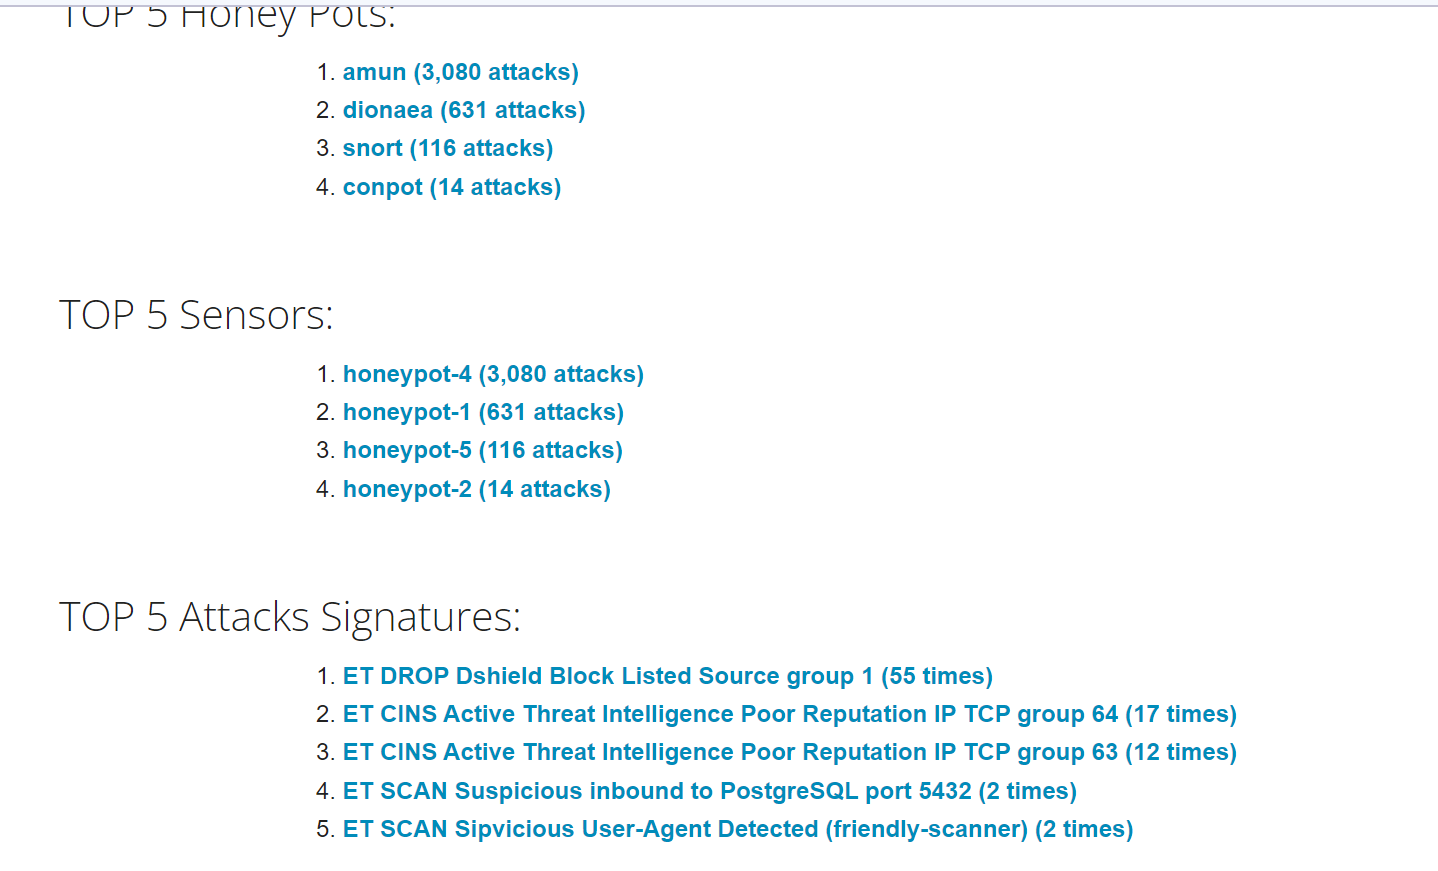 TOP 5 Honey Pots:
1. amun (3,080 attacks)
2. dionaea (631 attacks)
3. snort (116 attacks)
4. conpot (14 attacks)
TOP 5 Sensors:
1. honeypot-4 (3,080 attacks)
2. honeypot-1 (631 attacks)
3. honeypot-5 (116 attacks)
4. honeypot-2 (14 attacks)
TOP 5 Attacks Signatures:
1. ET DROP Dshield Block Listed Source group 1 (55 times)
2. ET CINS Active Threat Intelligence Poor Reputation IP TCP group 64 (17 times)
3. ET CINS Active Threat Intelligence Poor Reputation IP TCP group 63 (12 times)
4. ET SCAN Suspicious inbound to PostgreSQL port 5432 (2 times)
5. ET SCAN Sipvicious User-Agent Detected (friendly-scanner) (2 times)